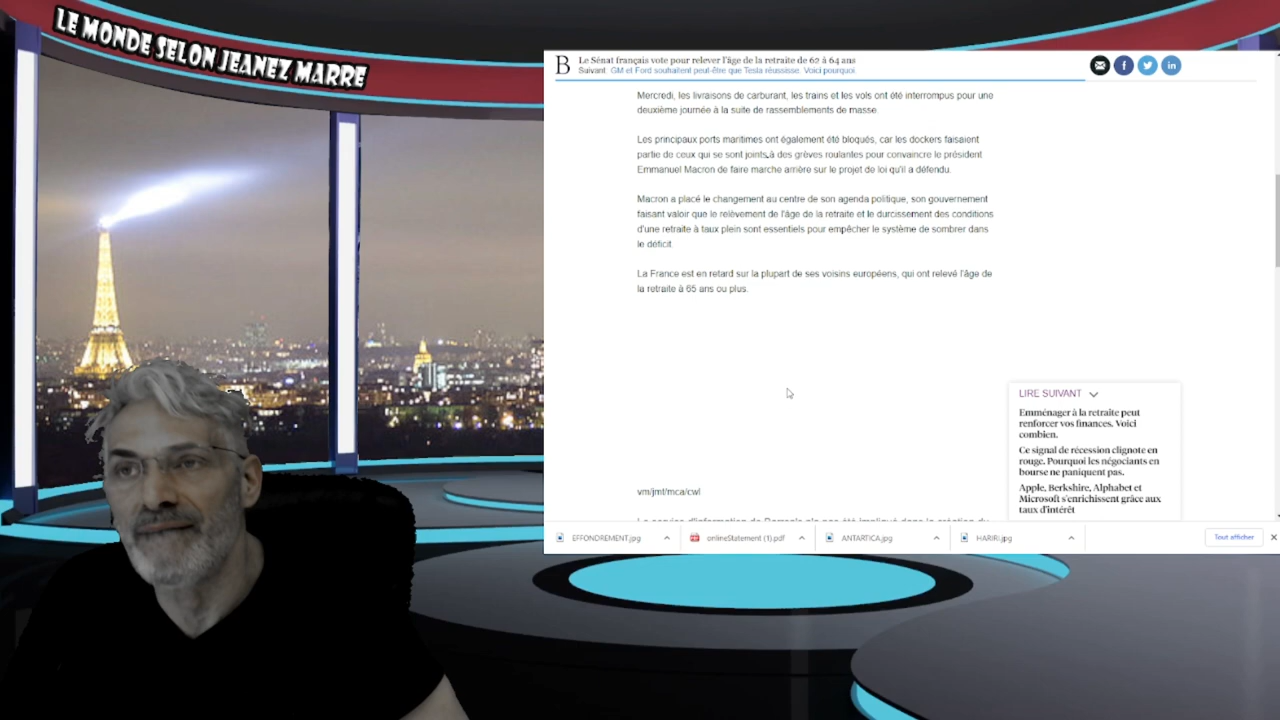 LE MONDE SELON JEANEZ MARRE
B
Le Sénat français vote pour relever l'âge de la retraite de 62 à 64 ans
Suivant GM et Ford souhaitent peut-être que Tesla réussisse. Voici pourquoi.
Mercredi, les livraisons de carburant, les trains et les vols ont été interrompus pour une
deuxième journée à la suite de rassemblements de masse.
Les principaux ports maritimes ont également été bloqués, car les dockers faisaient
partie de ceux qui se sont joints à des grèves roulantes pour convaincre le président
Emmanuel Macron de faire marche arrière sur le projet de loi qu'il a défendu.
Macron a placé le changement au centre de son agenda politique, son gouvernement
faisant valoir que le relèvement de l'âge de la retraite et le durcissement des conditions
d'une retraite à taux plein sont essentiels pour empêcher le système de sombrer dans
le déficit.
La France est en retard sur la plupart de ses voisins européens, qui ont relevé l'âge de
la retraite à 65 ans ou plus.
LIRE SUIVANT
Emménager à la retraite peut
renforcer vos finances. Voici
combien.
Ce signal de récession clignote en
rouge. Pourquoi les négociants en
bourse ne paniquent pas.
Apple, Berkshire, Alphabet et
Microsoft s'enrichissent grâce aux
taux d'intérêt
vm/jmt/mca/cwl
EFFONDREMENT.jpg
onlineStatement (1).pdf
ANTARTICA.jpg
HARIRI.jpg
Tout afficher